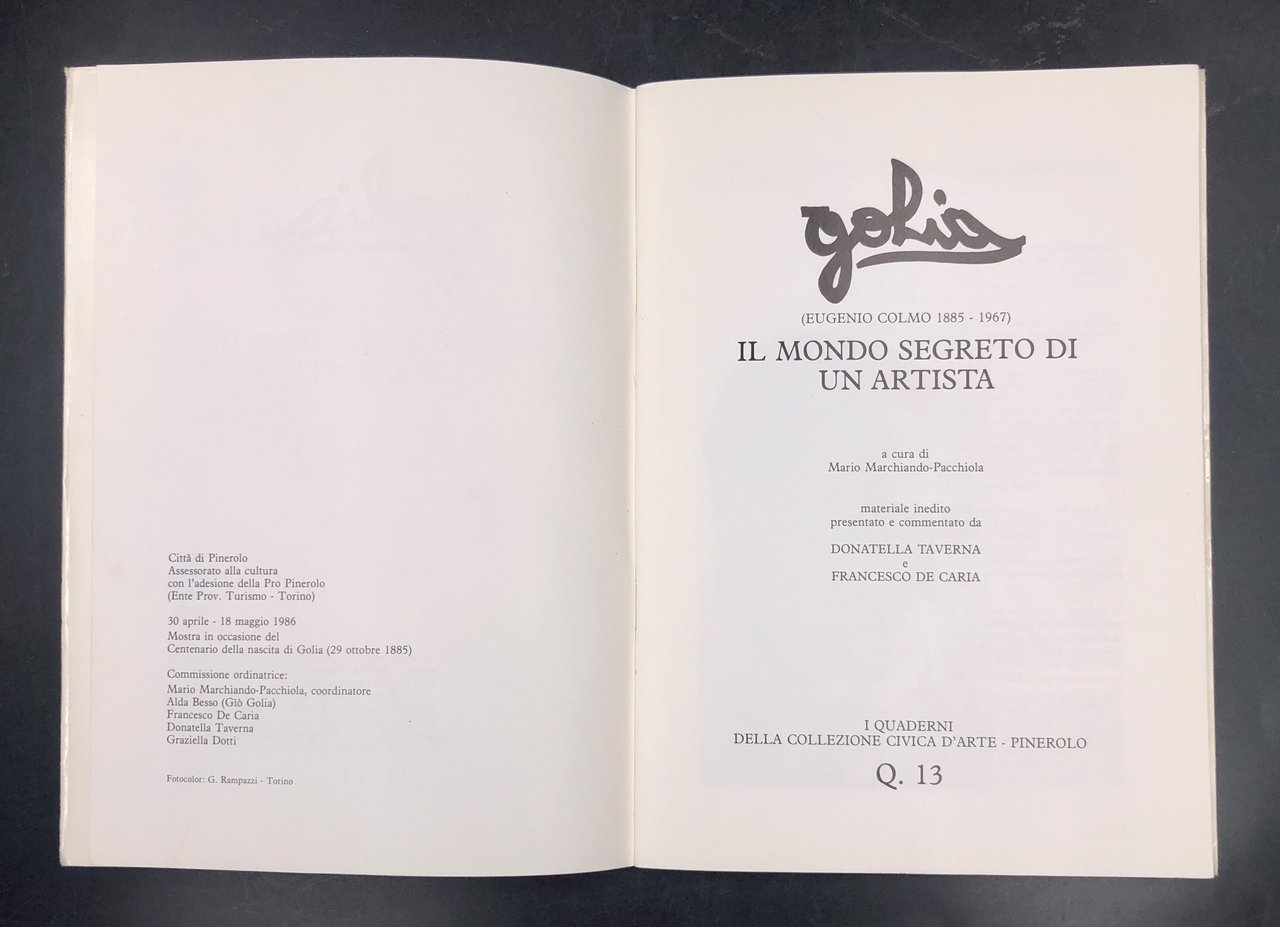 Città di Pinerolo
Assessorato alla cultura
con l'adesione della Pro Pinerolo
(Ente Prov. Turismo - Torino)
30 aprile - 18 maggio 1986
Mostra in occasione del
Centenario della nascita di Golia (29 ottobre 1885)
Commissione ordinatrice:
Mario Marchiando-Pacchiola, coordinatore
Alda Besso (Giò Golia)
Francesco De Caria
Donatella Taverna
Graziella Dotti
Fotocolor: G. Rampazzi - Torino
golia
(EUGENIO COLMO 1885 - 1967)
IL MONDO SEGRETO DI
UN ARTISTA
a cura di
Mario Marchiando-Pacchiola
materiale inedito
presentato e commentato da
DONATELLA TAVERNA
e
FRANCESCO DE CARIA
I QUADERNI
DELLA COLLEZIONE CIVICA D'ARTE - PINEROLO
Q. 13